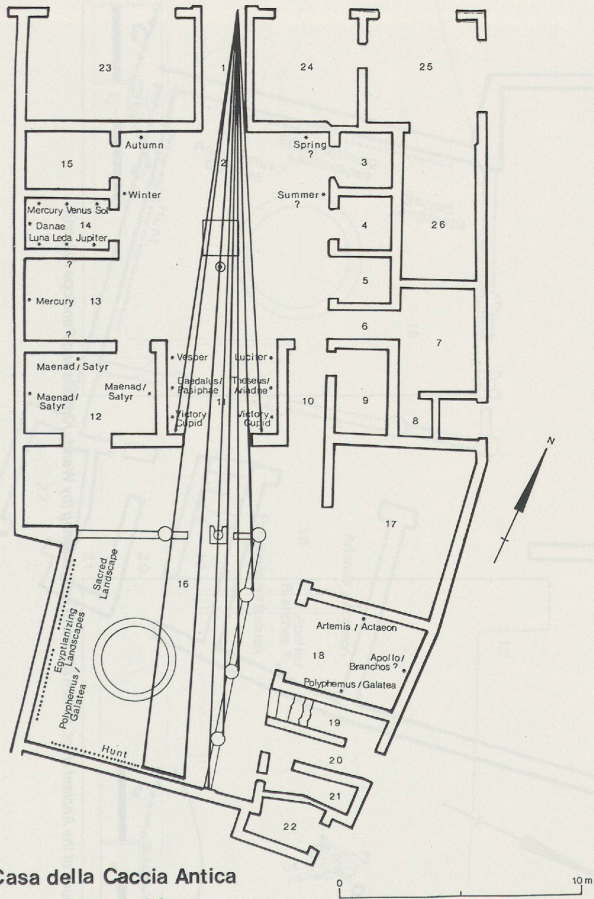 23
1
24
25
Autumn
Spring
?
15
2
3
Winter
Summer
?
Mercury Venus Sol
Danae 14
Luna Leda Jupiter
4
26
5
?
Mercury 13
?
6
7
Maenad / Satyr
Maenad /
Satyr
Maenad /
Satyr
12
Vesper
Lucifer
Daedalus/
Pasiphae
Theseus/
Ariadne
11
Victory
Cupid
Victory
Cupid
10
9
8
N
17
Sacred
Landscape
16
Egyptianizing
Landscapes
Polyphemus /
Galatea
Hunt
Artemis / Actaeon
18
Apollo/
Branchos ?
Polyphemus / Galatea
19
20
21
22
Casa della Caccia Antica
0
10 m